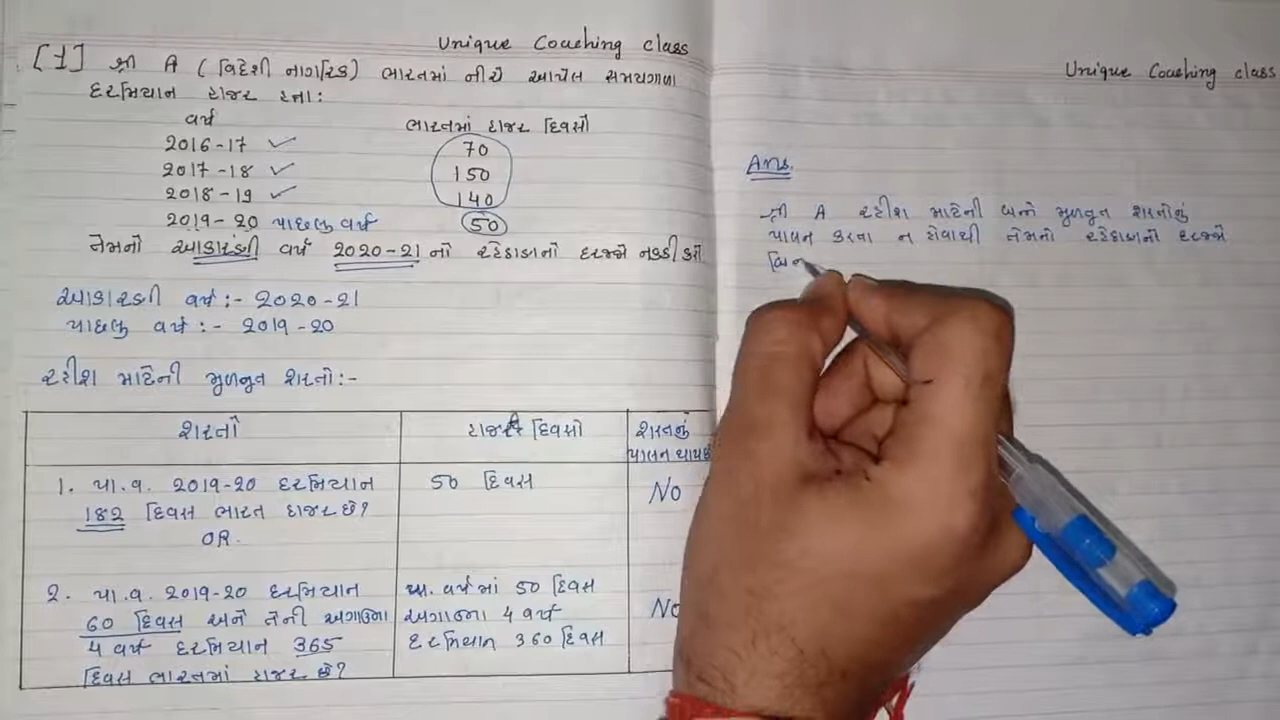 Unique Coaching class
[1] શ્રી A (વિદેશી નાગરિક) ભારતમાં નીચે આપેલ સમયગાળા
દરમિયાન હાજર હતા:
વર્ષ ભારતમાં હાજર દિવસો
2016-17 ✓ 70
2017-18 ✓ 150
2018-19 ✓ 140
2019-20 પાછલુ વર્ષ 50
તેમનો આકારણી વર્ષ 2020-21 નો રહેઠાણનો દરજ્જો નક્કી કરો
આકારણી વર્ષ :- 2020-21
પાછલુ વર્ષ :- 2019-20
રહીશ માટેની મુળભૂત શરતો:-
શરતો હાજરી દિવસો શરતનું પાલન થાય છે
1. પા.વ. 2019-20 દરમિયાન 50 દિવસ No
182 દિવસ ભારત હાજર છે?
OR.
2. પા.વ. 2019-20 દરમિયાન પા. વર્ષમાં 50 દિવસ No
60 દિવસ અને તેની અગાઉના અગાઉના 4 વર્ષ
4 વર્ષ દરમિયાન 365 દરમિયાન 360 દિવસ
દિવસ ભારતમાં હાજર છે?
Unique Coaching class
Ans.
શ્રી A રહીશ માટેની બન્ને મુળભૂત શરતોનું
પાલન કરતા ન હોવાથી તેમનો રહેઠાણનો દરજ્જો
બિન